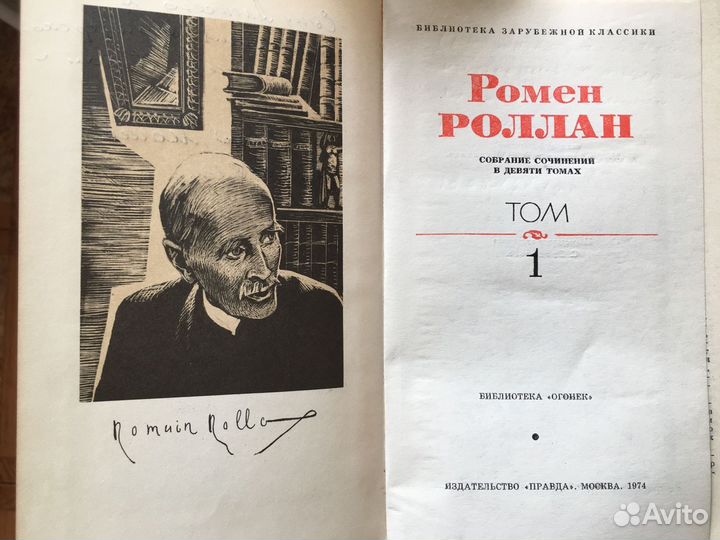 Romain Rolla
БИБЛИОТЕКА ЗАРУБЕЖНОЙ КЛАССИКИ
Ромен
РОЛЛАН
СОБРАНИЕ СОЧИНЕНИЙ
В ДЕВЯТИ ТОМАХ
ТОМ
1
БИБЛИОТЕКА «ОГОНЕК»
ИЗДАТЕЛЬСТВО «ПРАВДА». МОСКВА. 1974
Avito